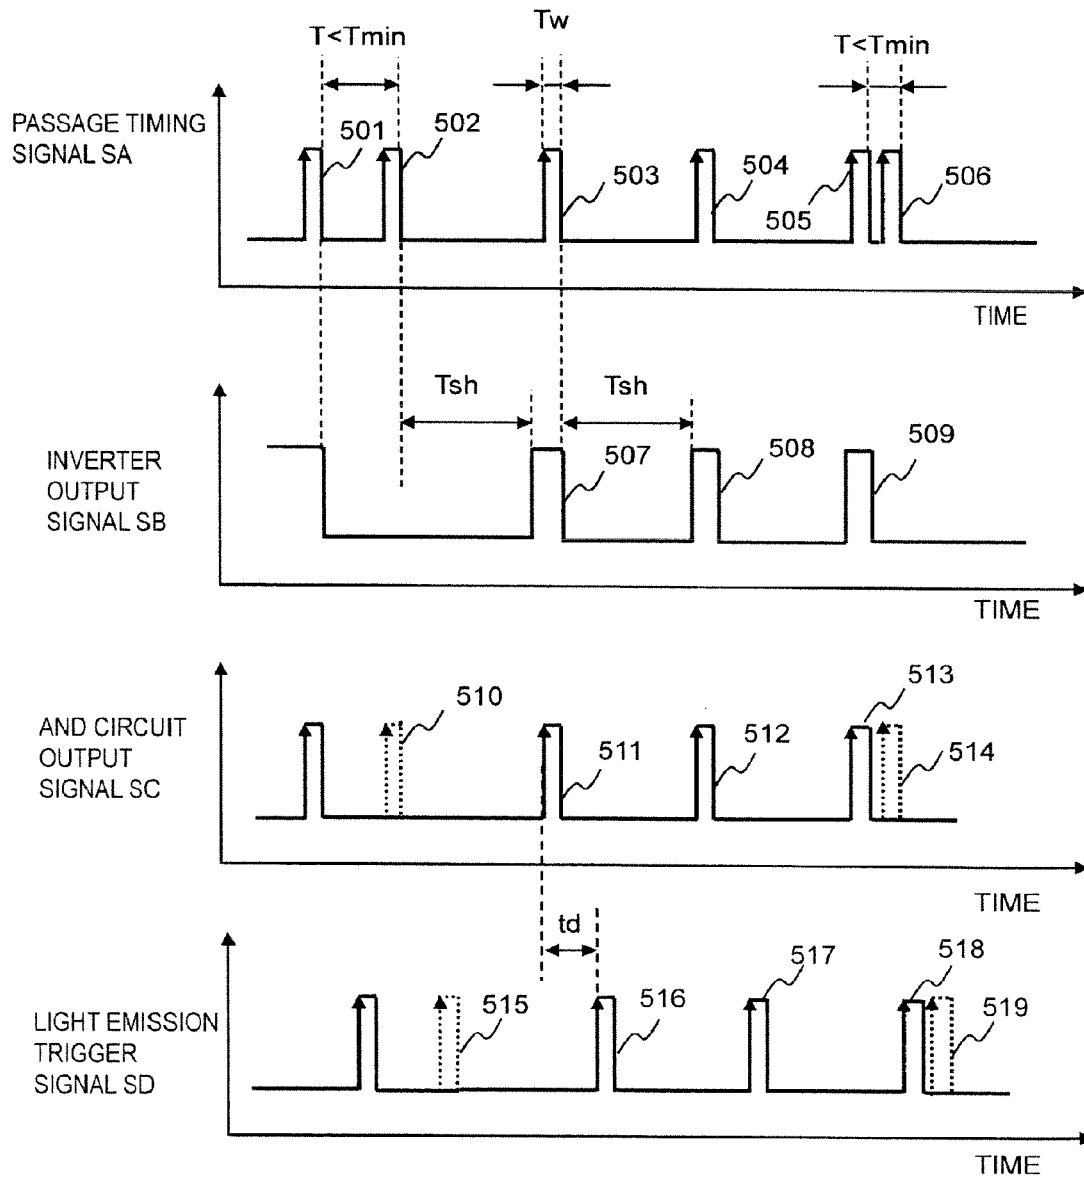 Tw
T<Tmin
T<Tmin
PASSAGE TIMING
SIGNAL SA
501
502
503
504
505
506
TIME
Tsh
Tsh
INVERTER
OUTPUT
SIGNAL SB
507
508
509
TIME
AND CIRCUIT
OUTPUT
SIGNAL SC
510
511
512
513
514
TIME
td
LIGHT EMISSION
TRIGGER
SIGNAL SD
515
516
517
518
519
TIME